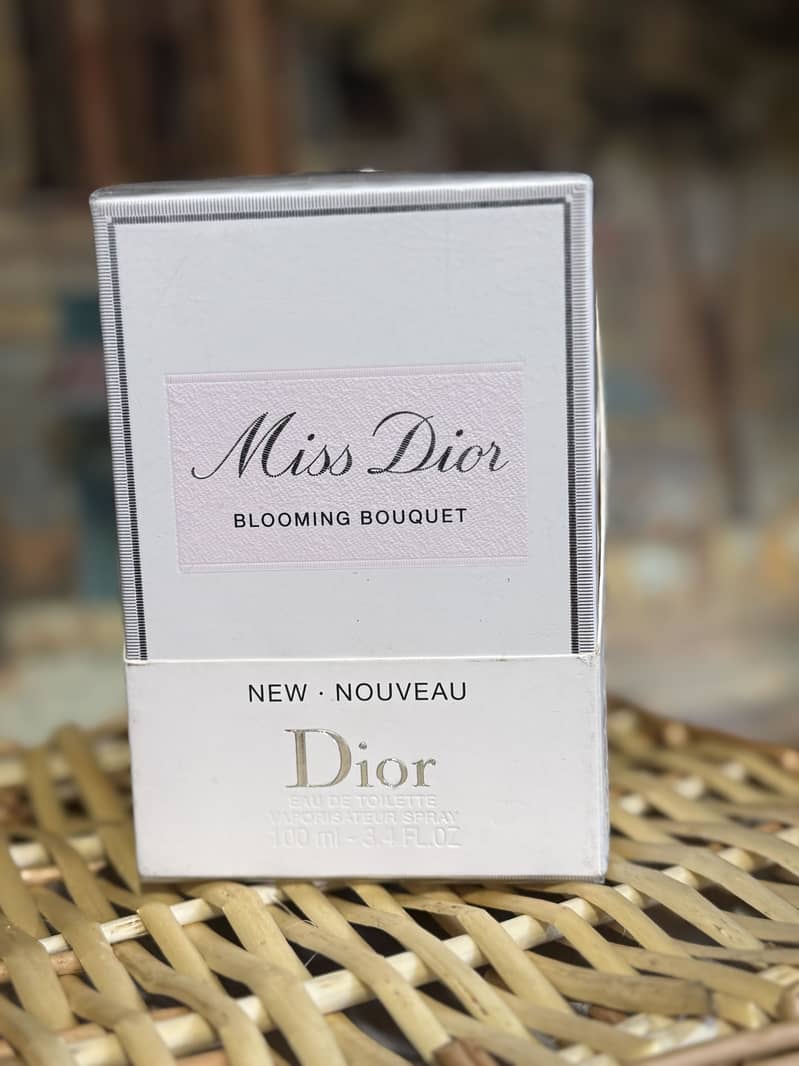 Miss Dior
BLOOMING BOUQUET
NEW · NOUVEAU
Dior
EAU DE TOILETTE
VAPORISATEUR SPRAY
100 ml - 3.4 FL.OZ